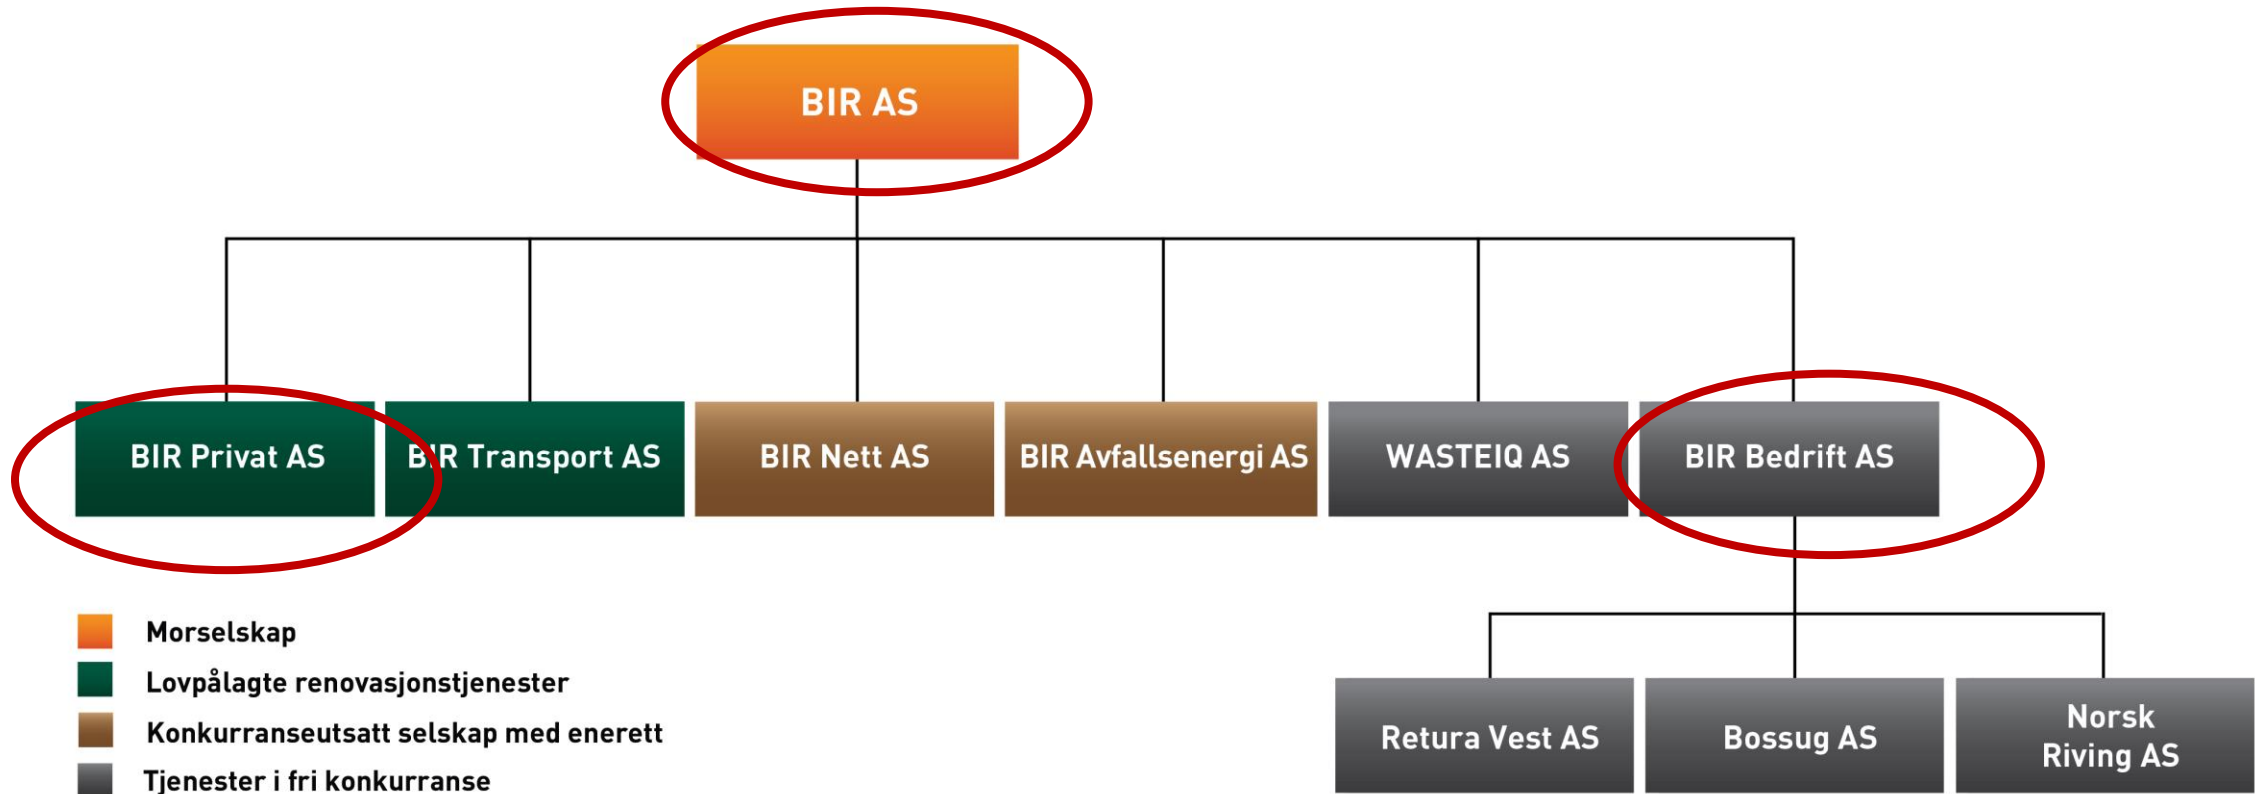 BIR AS
BIR Privat AS
BIR Transport AS
BIR Nett AS
BIR Avfallsenergi AS
WASTEIQ AS
BIR Bedrift AS
Morselskap
Lovpålagte renovasjonstjenester
Konkurranseutsatt selskap med enerett
Tjenester i fri konkurranse
Retura Vest AS
Bossug AS
Norsk
Riving AS